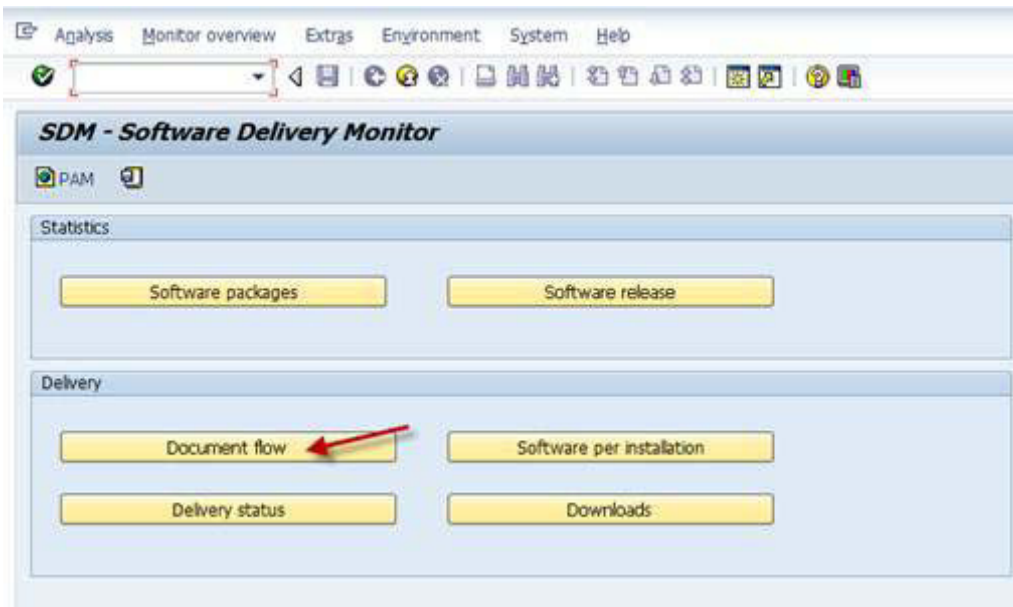 Analysis Monitor overview Extras Environment System Help
SDM - Software Delivery Monitor
PAM
Statistics
Software packages Software release
Delivery
Document flow Software per installation
Delivery status Downloads